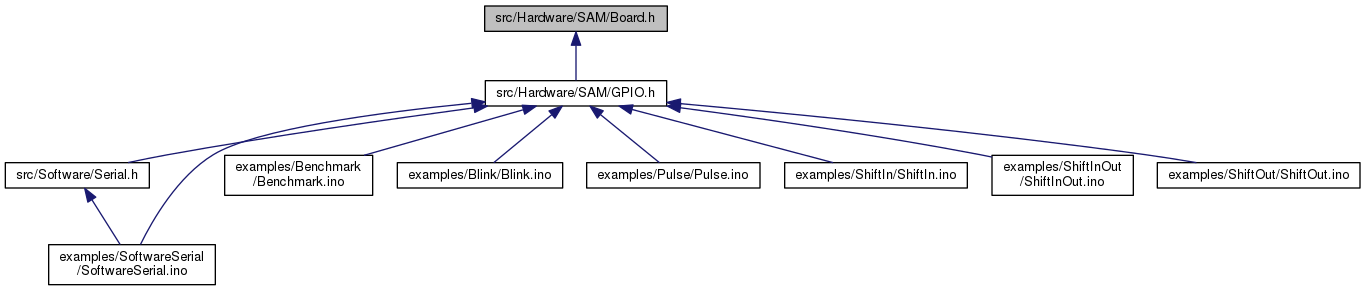 src/Hardware/SAM/Board.h
src/Hardware/SAM/GPIO.h
src/Software/Serial.h
examples/Benchmark
/Benchmark.ino
examples/Blink/Blink.ino
examples/Pulse/Pulse.ino
examples/ShiftIn/ShiftIn.ino
examples/ShiftInOut
/ShiftInOut.ino
examples/ShiftOut/ShiftOut.ino
examples/SoftwareSerial
/SoftwareSerial.ino